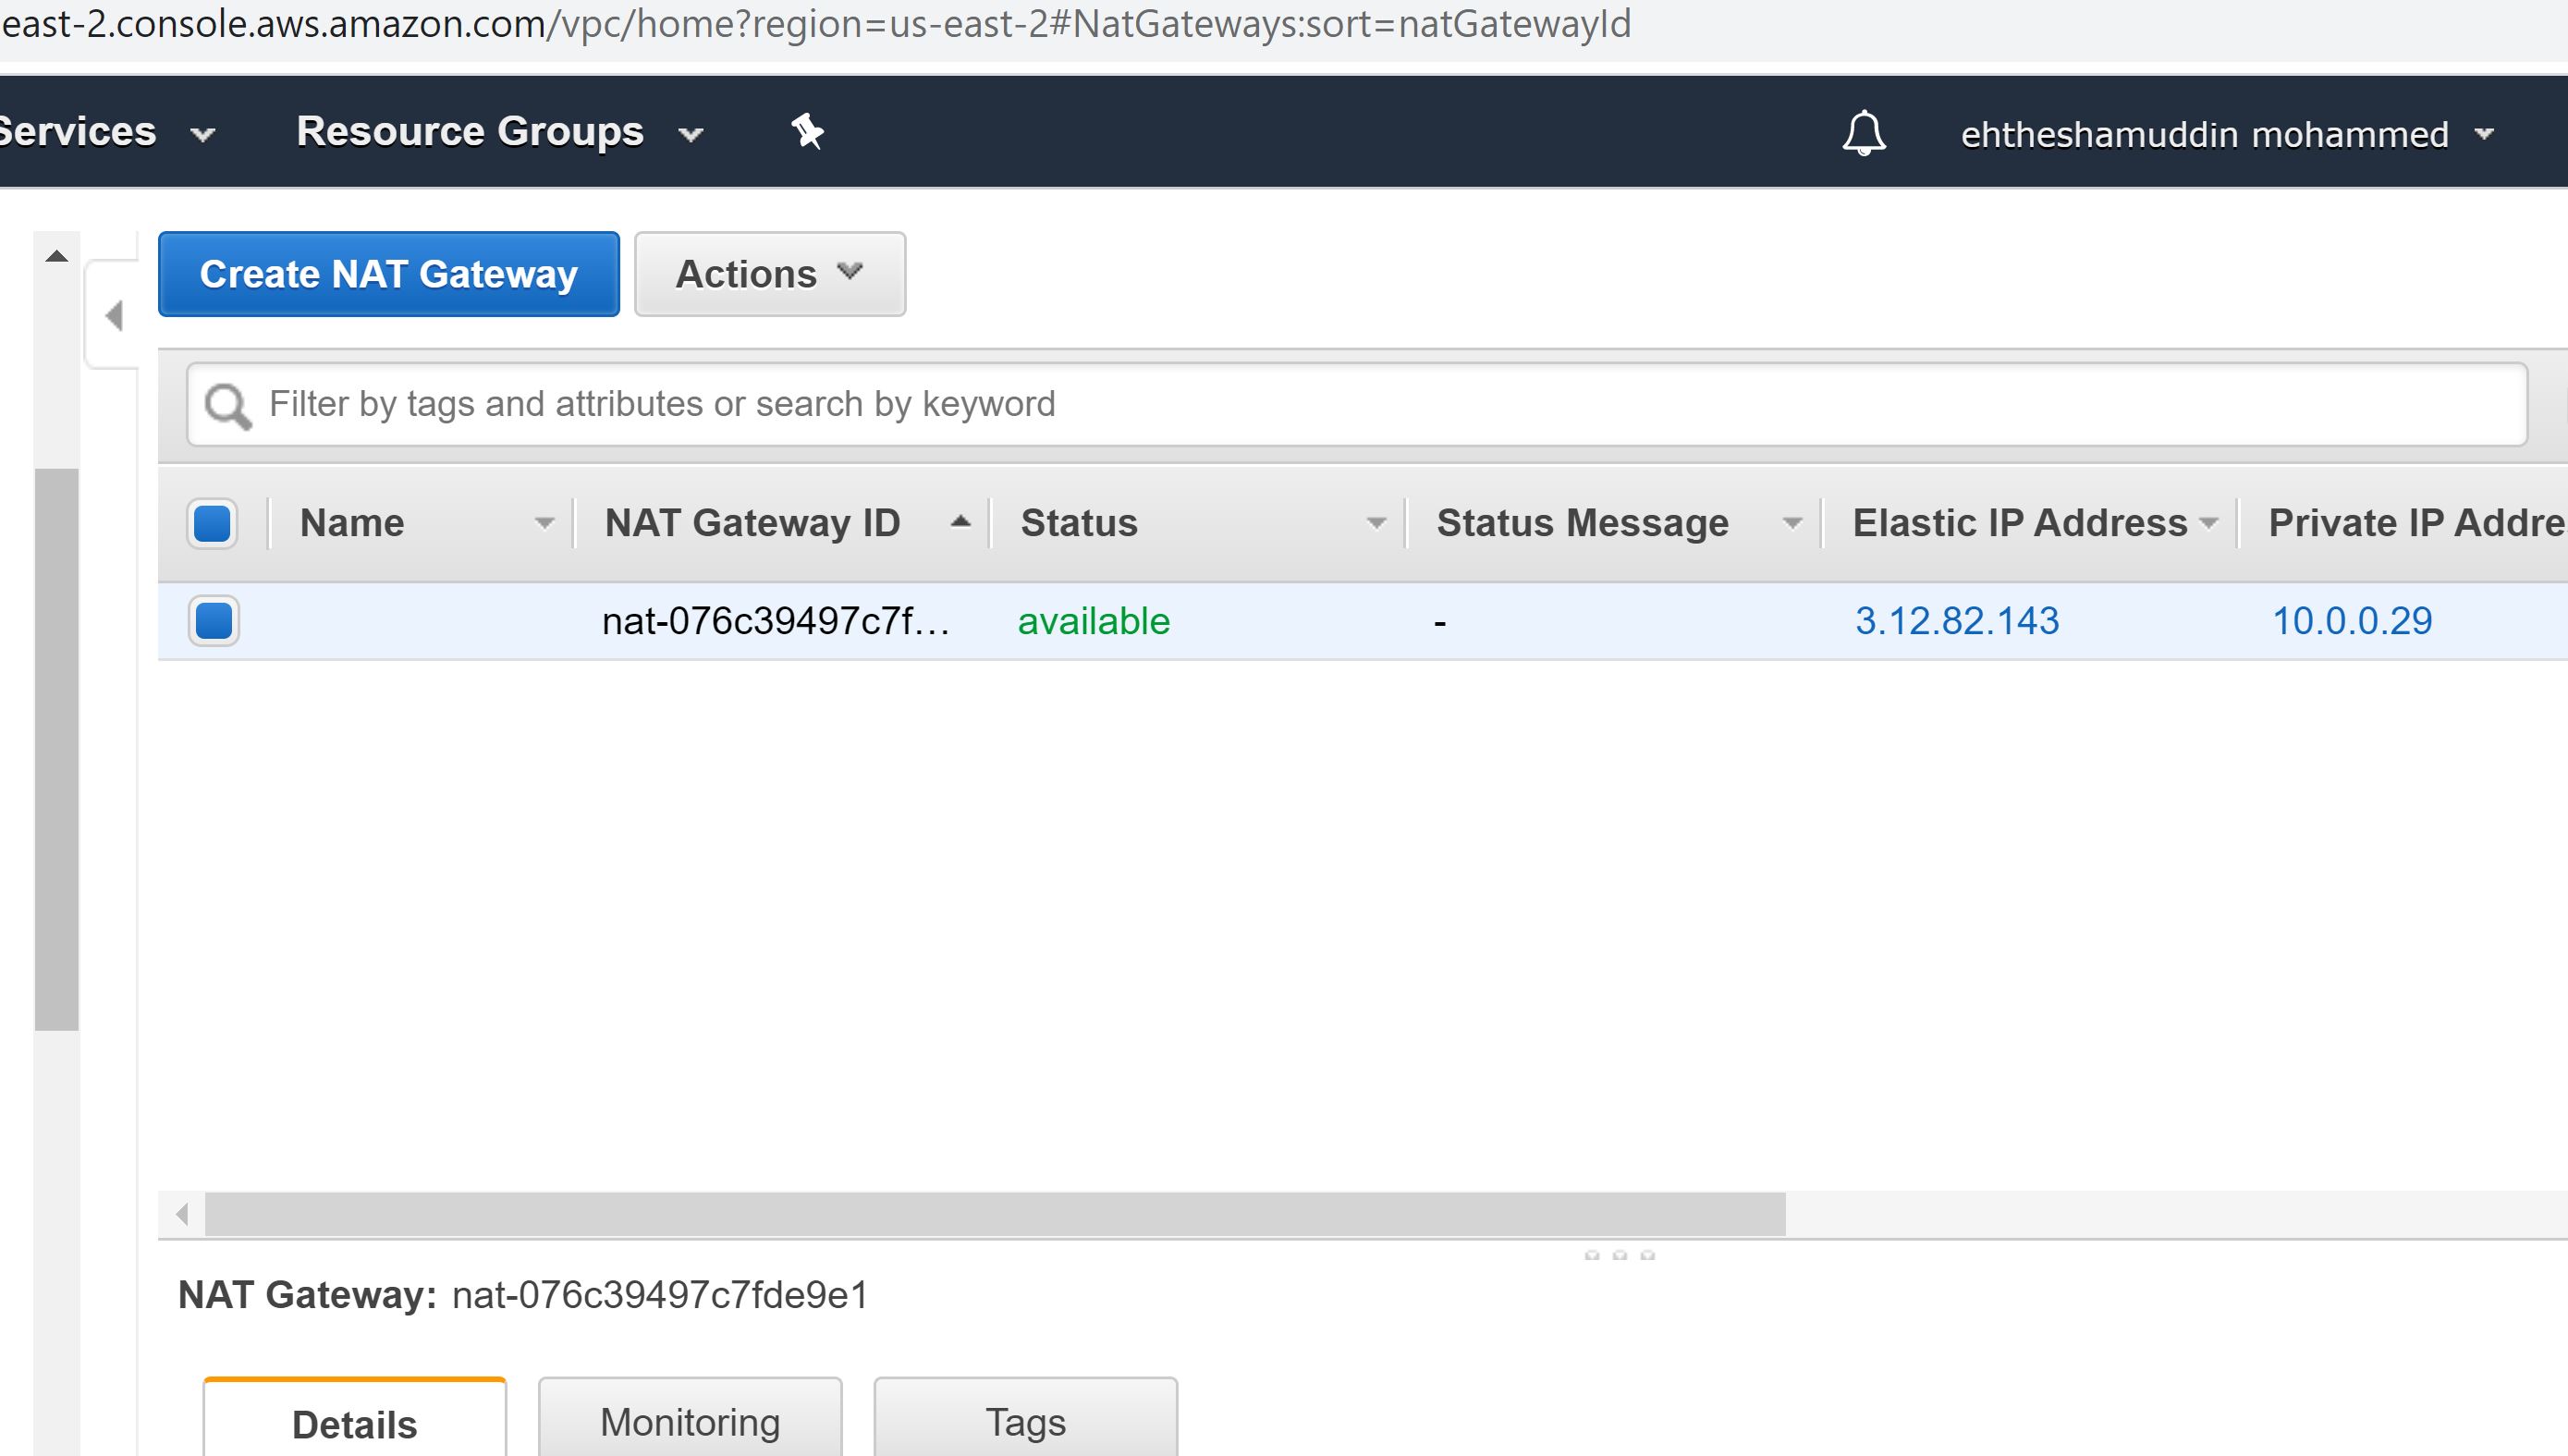 east-2.console.aws.amazon.com/vpc/home?region=us-east-2#NatGateways:sort=natGatewayId
Services Resource Groups ehtheshamuddin mohammed
Create NAT Gateway Actions
Filter by tags and attributes or search by keyword
Name NAT Gateway ID Status Status Message Elastic IP Address Private IP Addre
nat-076c39497c7f… available - 3.12.82.143 10.0.0.29
NAT Gateway: nat-076c39497c7fde9e1
Details Monitoring Tags